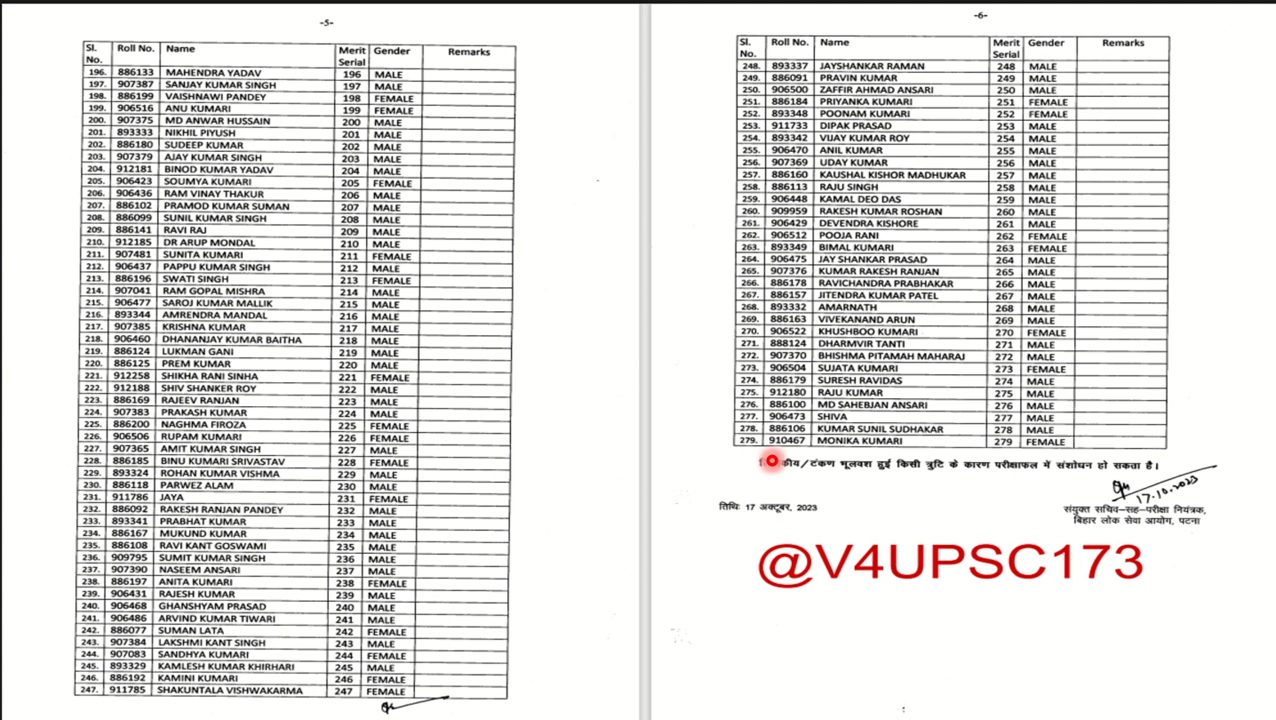 -5-
Sl. No. Roll No. Name Merit Serial Gender Remarks
196. 886133 MAHENDRA YADAV 196 MALE
197. 907387 SANJAY KUMAR SINGH 197 MALE
198. 886199 VAISHNAWI PANDEY 198 FEMALE
199. 906516 ANU KUMARI 199 FEMALE
200. 907375 MD ANWAR HUSSAIN 200 MALE
201. 893333 NIKHIL PIYUSH 201 MALE
202. 886180 SUDEEP KUMAR 202 MALE
203. 907379 AJAY KUMAR SINGH 203 MALE
204. 912181 BINOD KUMAR YADAV 204 MALE
205. 906423 SOUMYA KUMARI 205 FEMALE
206. 906436 RAM VINAY THAKUR 206 MALE
207. 886102 PRAMOD KUMAR SUMAN 207 MALE
208. 886099 SUNIL KUMAR SINGH 208 MALE
209. 886141 RAVI RAJ 209 MALE
210. 912185 DR ARUP MONDAL 210 MALE
211. 907481 SUNITA KUMARI 211 FEMALE
212. 906437 PAPPU KUMAR SINGH 212 MALE
213. 886196 SWATI SINGH 213 FEMALE
214. 907041 RAM GOPAL MISHRA 214 MALE
215. 906477 SAROJ KUMAR MALLIK 215 MALE
216. 893344 AMRENDRA MANDAL 216 MALE
217. 907385 KRISHNA KUMAR 217 MALE
218. 906460 DHANANJAY KUMAR BAITHA 218 MALE
219. 886124 LUKMAN GANI 219 MALE
220. 886125 PREM KUMAR 220 MALE
221. 912258 SHIKHA RANI SINHA 221 FEMALE
222. 912188 SHIV SHANKER ROY 222 MALE
223. 886169 RAJEEV RANJAN 223 MALE
224. 907383 PRAKASH KUMAR 224 MALE
225. 886200 NAGHMA FIROZA 225 FEMALE
226. 906506 RUPAM KUMARI 226 FEMALE
227. 907365 AMIT KUMAR SINGH 227 MALE
228. 886185 BINU KUMARI SRIVASTAV 228 FEMALE
229. 893324 ROHAN KUMAR VISHMA 229 MALE
230. 886118 PARWEZ ALAM 230 MALE
231. 911786 JAYA 231 FEMALE
232. 886092 RAKESH RANJAN PANDEY 232 MALE
233. 893341 PRABHAT KUMAR 233 MALE
234. 886167 MUKUND KUMAR 234 MALE
235. 886108 RAVI KANT GOSWAMI 235 MALE
236. 909795 SUMIT KUMAR SINGH 236 MALE
237. 907390 NASEEM ANSARI 237 MALE
238. 886197 ANITA KUMARI 238 FEMALE
239. 906431 RAJESH KUMAR 239 MALE
240. 906468 GHANSHYAM PRASAD 240 MALE
241. 906486 ARVIND KUMAR TIWARI 241 MALE
242. 886077 SUMAN LATA 242 FEMALE
243. 907384 LAKSHMI KANT SINGH 243 MALE
244. 907083 SANDHYA KUMARI 244 FEMALE
245. 893329 KAMLESH KUMAR KHIRHARI 245 MALE
246. 886192 KAMINI KUMARI 246 FEMALE
247. 911785 SHAKUNTALA VISHWAKARMA 247 FEMALE
-6-
Sl. No. Roll No. Name Merit Serial Gender Remarks
248. 893337 JAYSHANKAR RAMAN 248 MALE
249. 886091 PRAVIN KUMAR 249 MALE
250. 906500 ZAFFIR AHMAD ANSARI 250 MALE
251. 886184 PRIYANKA KUMARI 251 FEMALE
252. 893348 POONAM KUMARI 252 FEMALE
253. 911733 DIPAK PRASAD 253 MALE
254. 893342 VIJAY KUMAR ROY 254 MALE
255. 906470 ANIL KUMAR 255 MALE
256. 907369 UDAY KUMAR 256 MALE
257. 886160 KAUSHAL KISHOR MADHUKAR 257 MALE
258. 886113 RAJU SINGH 258 MALE
259. 906448 KAMAL DEO DAS 259 MALE
260. 909959 RAKESH KUMAR ROSHAN 260 MALE
261. 906429 DEVENDRA KISHORE 261 MALE
262. 906512 POOJA RANI 262 FEMALE
263. 893349 BIMAL KUMARI 263 FEMALE
264. 906475 JAY SHANKAR PRASAD 264 MALE
265. 907376 KUMAR RAKESH RANJAN 265 MALE
266. 886178 RAVICHANDRA PRABHAKAR 266 MALE
267. 886157 JITENDRA KUMAR PATEL 267 MALE
268. 893332 AMARNATH 268 MALE
269. 886163 VIVEKANAND ARUN 269 MALE
270. 906522 KHUSHBOO KUMARI 270 FEMALE
271. 888124 DHARMVIR TANTI 271 MALE
272. 907370 BHISHMA PITAMAH MAHARAJ 272 MALE
273. 906504 SUJATA KUMARI 273 FEMALE
274. 886179 SURESH RAVIDAS 274 MALE
275. 912180 RAJU KUMAR 275 MALE
276. 886100 MD SAHEBJAN ANSARI 276 MALE
277. 906473 SHIVA 277 MALE
278. 886106 KUMAR SUNIL SUDHAKAR 278 MALE
279. 910467 MONIKA KUMARI 279 FEMALE
टंकण भूलवश हुई किसी त्रुटि के कारण परीक्षाफल में संशोधन हो सकता है।
17.10.2023
तिथिः 17 अक्टूबर, 2023
संयुक्त सचिव-सह-परीक्षा नियंत्रक,
बिहार लोक सेवा आयोग, पटना
@V4UPSC173